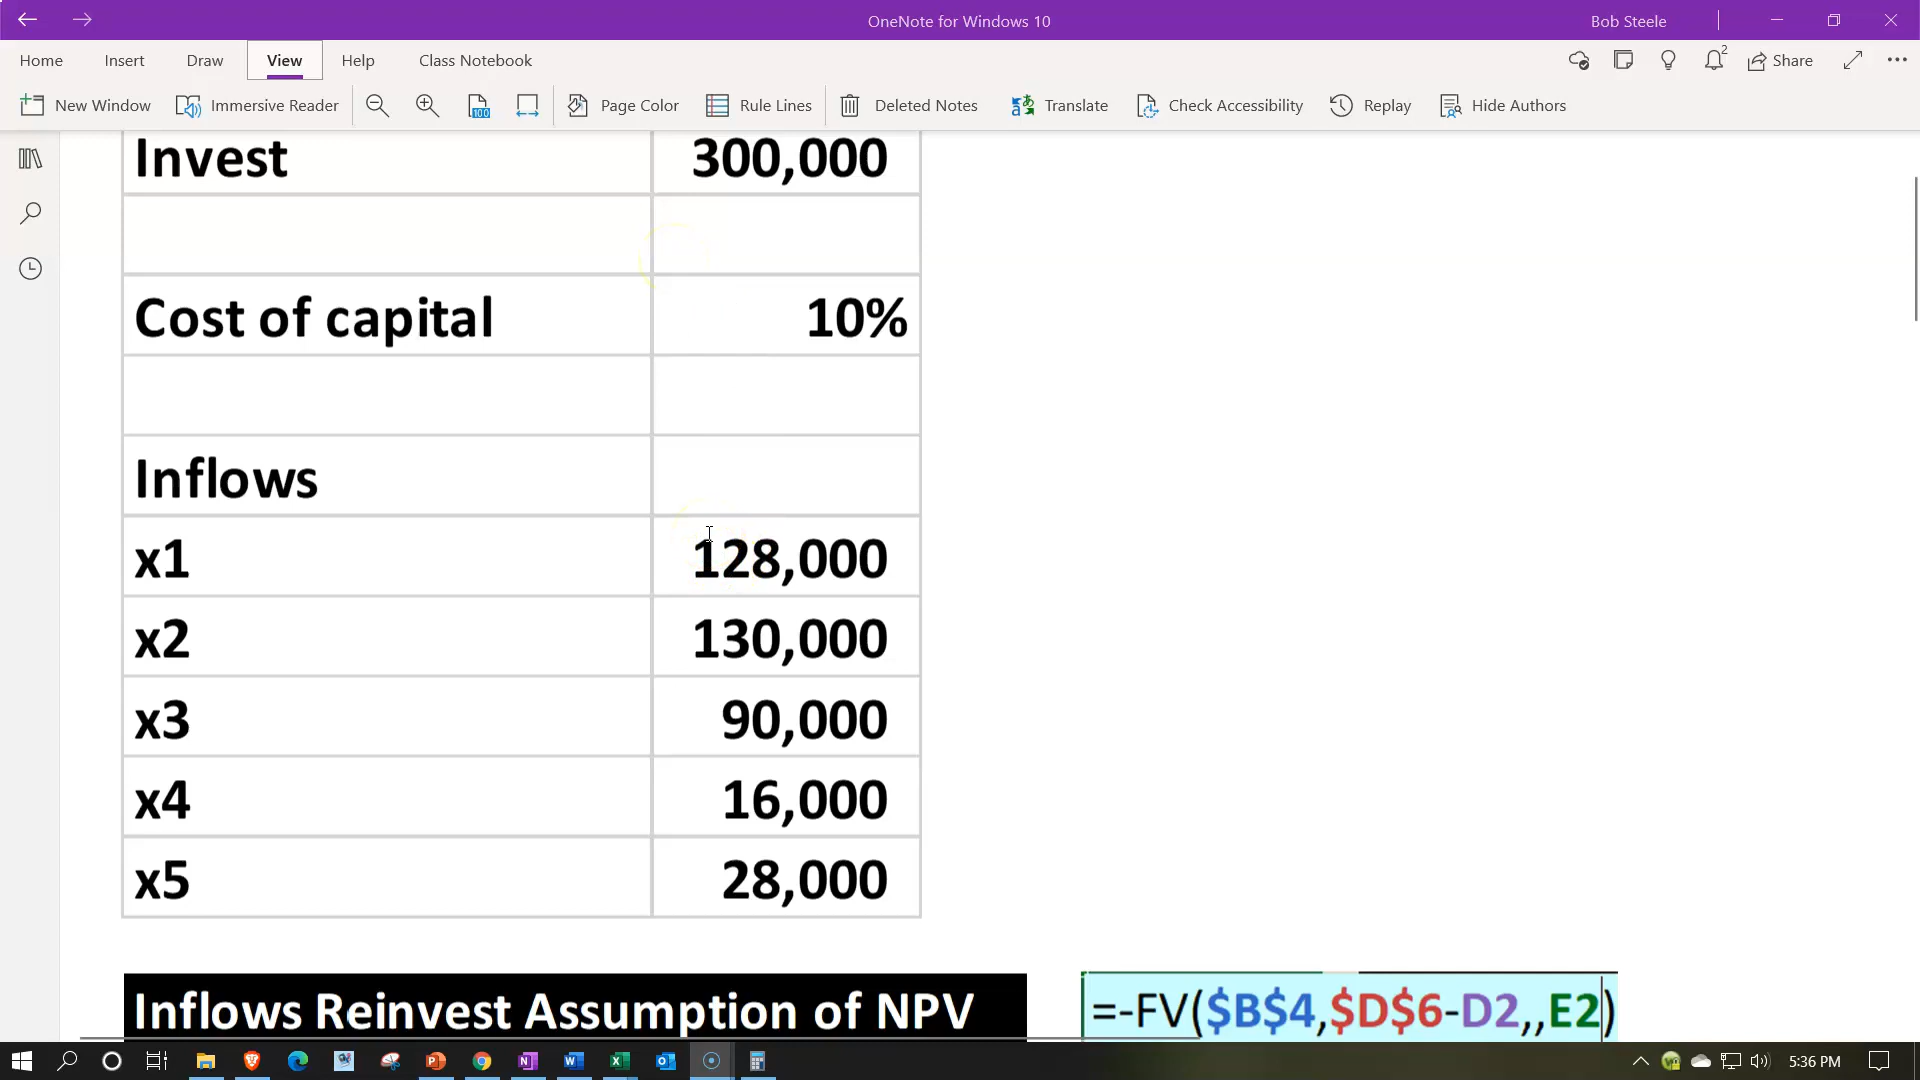 OneNote for Windows 10
Bob Steele
Home Insert Draw View Help Class Notebook
2
Share
New Window Immersive Reader 100 Page Color Rule Lines Deleted Notes Translate Check Accessibility Replay Hide Authors
Invest 300,000
Cost of capital 10%
Inflows
x1 128,000
x2 130,000
x3 90,000
x4 16,000
x5 28,000
Inflows Reinvest Assumption of NPV
=-FV($B$4,$D$6-D2,,E2)
5:36 PM